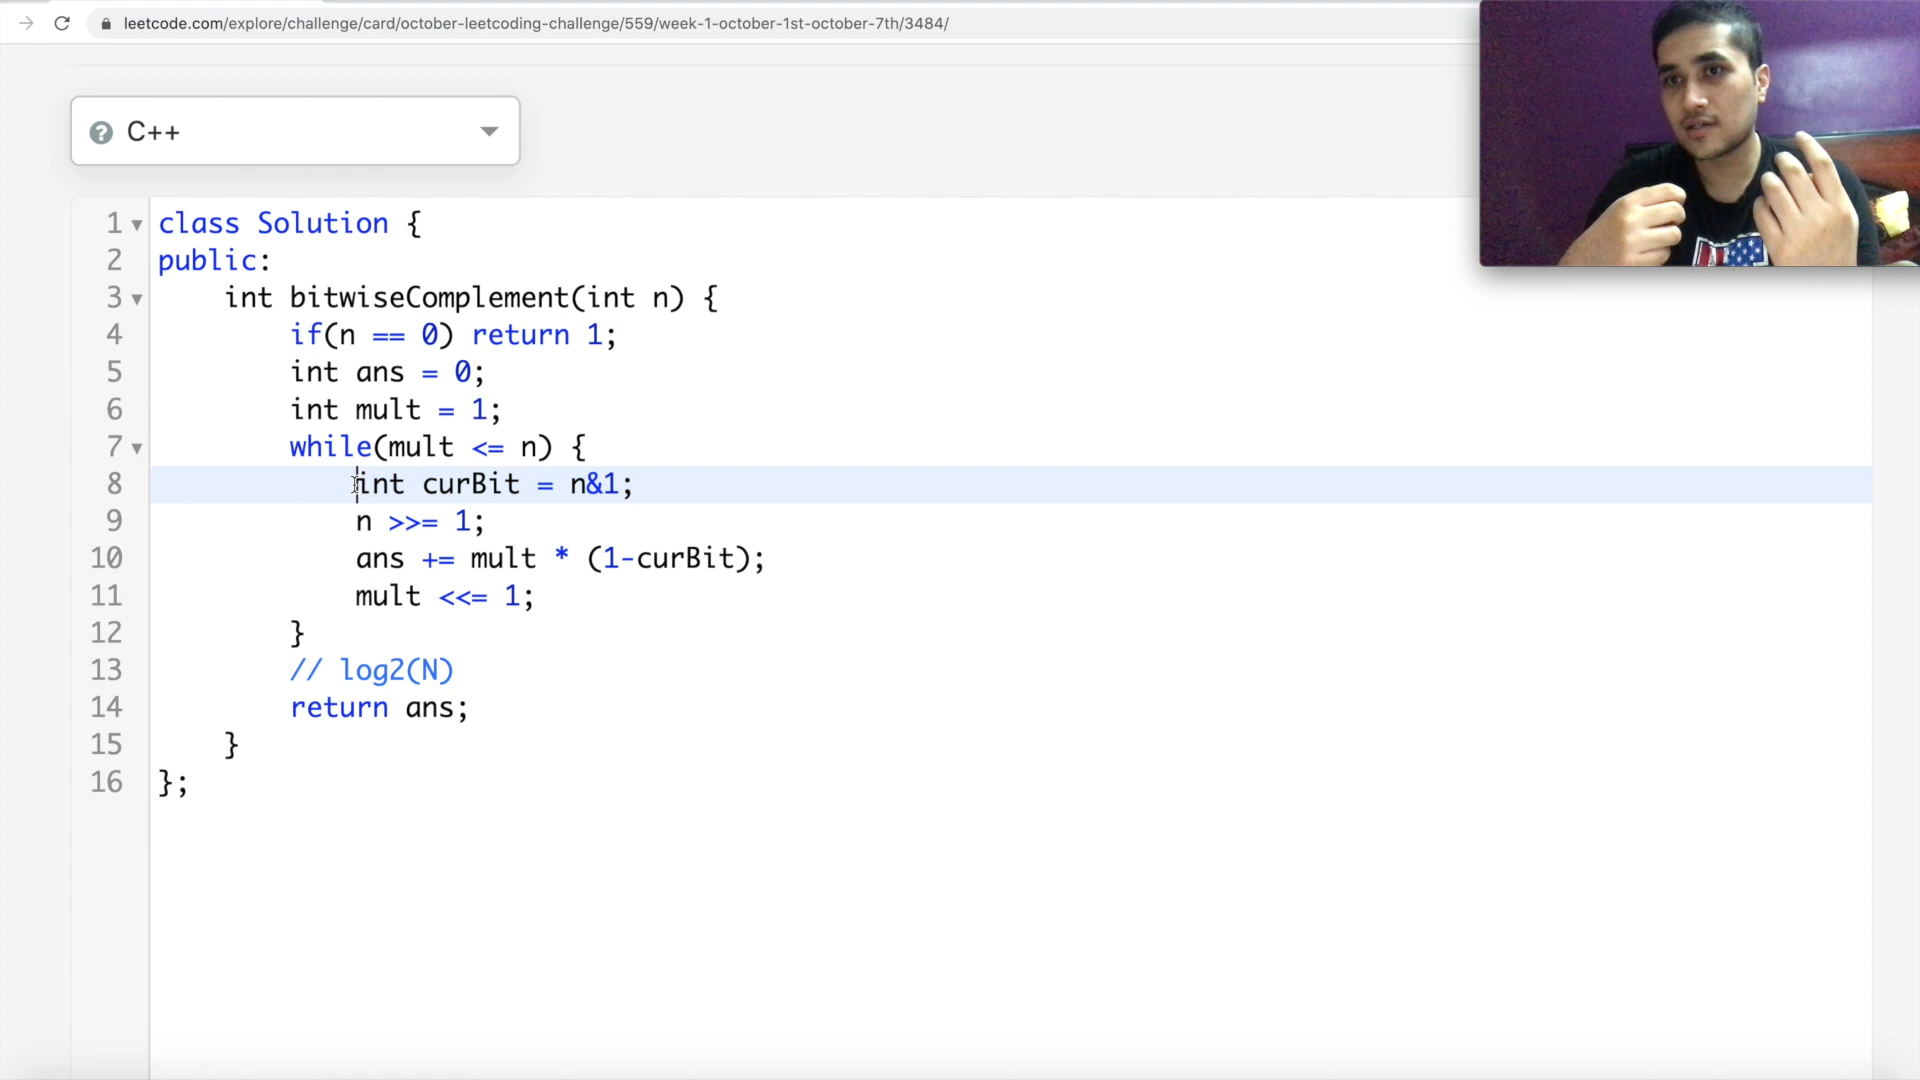 leetcode.com/explore/challenge/card/october-leetcoding-challenge/559/week-1-october-1st-october-7th/3484/
? C++
1 class Solution {
2 public:
3 int bitwiseComplement(int n) {
4 if(n == 0) return 1;
5 int ans = 0;
6 int mult = 1;
7 while(mult <= n) {
8 int curBit = n&1;
9 n >>= 1;
10 ans += mult * (1-curBit);
11 mult <<= 1;
12 }
13 // log2(N)
14 return ans;
15 }
16 };